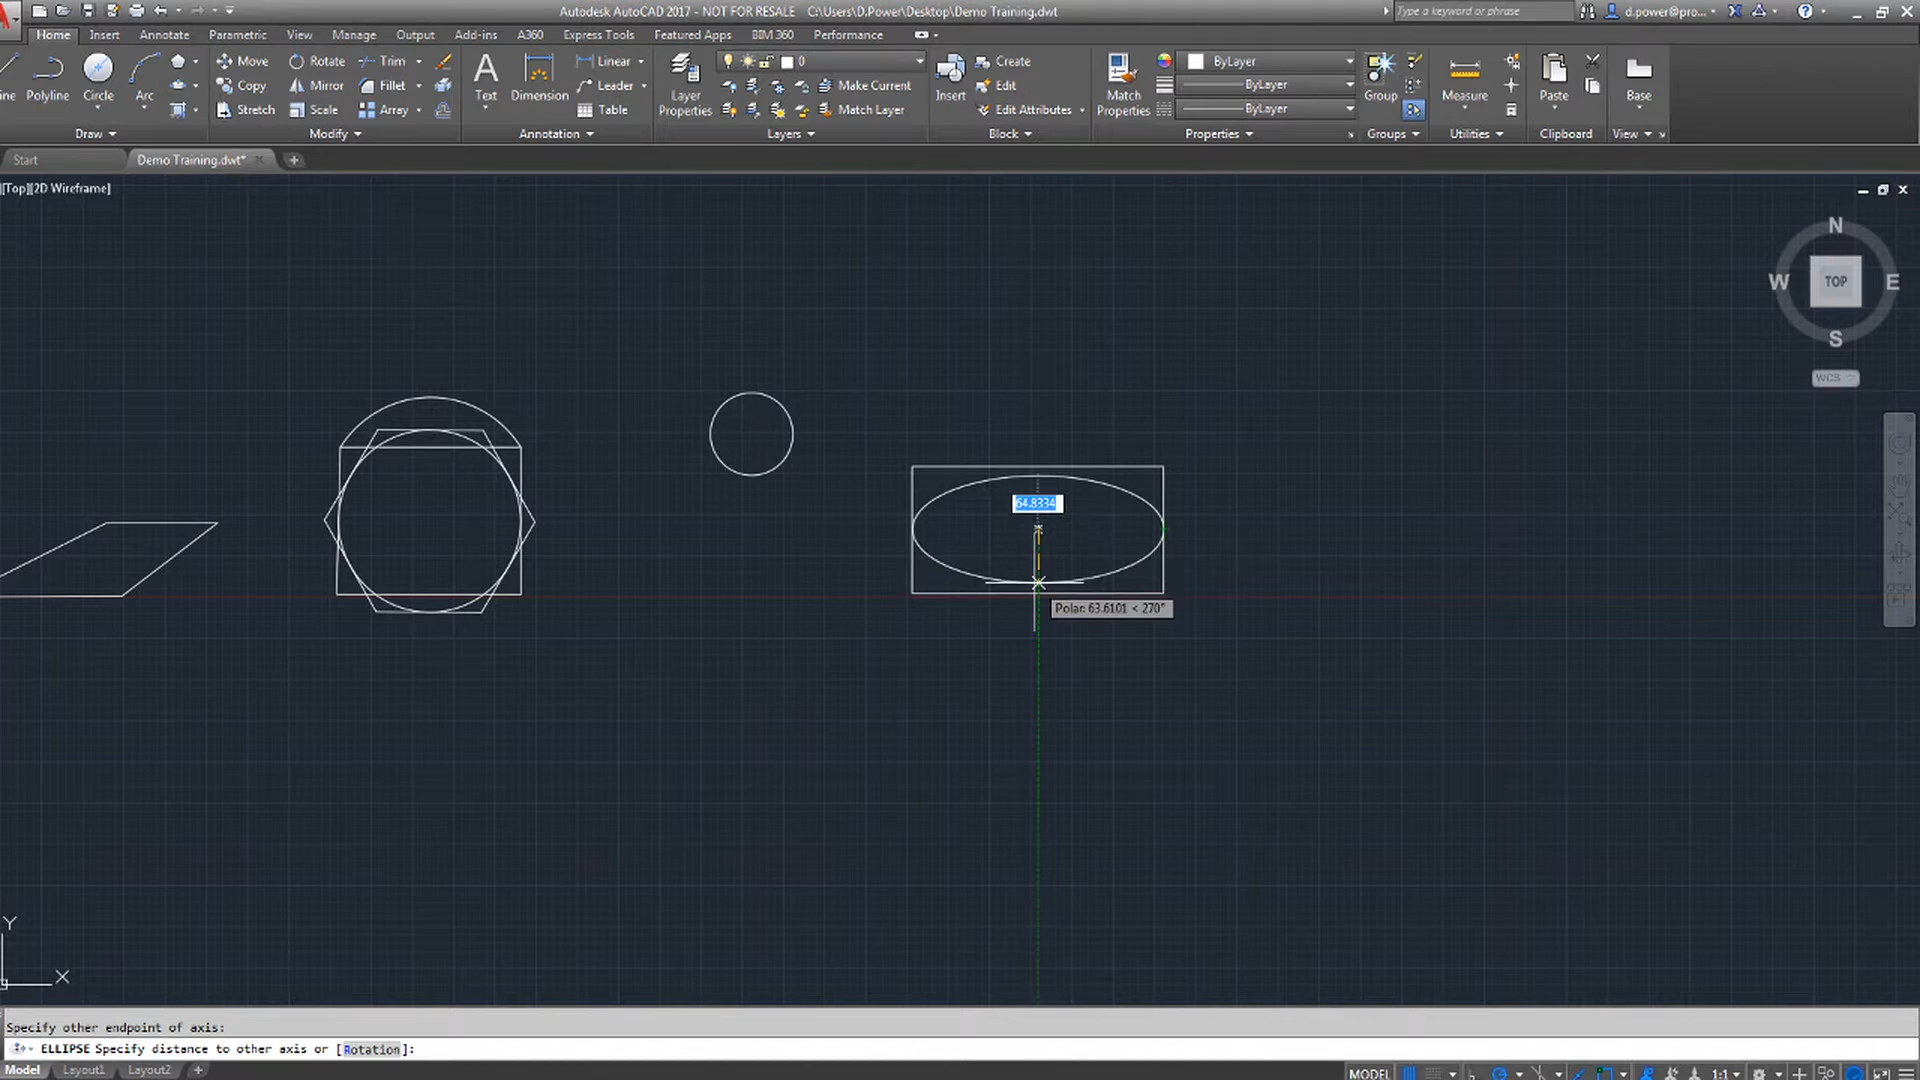 Autodesk AutoCAD 2017 - NOT FOR RESALE C:\Users\D.Power\Desktop\Demo Training.dwt
Type a keyword or phrase
d.power@pro...
Home Insert Annotate Parametric View Manage Output Add-ins A360 Express Tools Featured Apps BIM 360 Performance
Move Rotate Trim Linear 0 Create ByLayer
Polyline Circle Arc Copy Mirror Fillet Text Dimension Leader Layer Properties Make Current Insert Edit Match Properties ByLayer Group Measure Paste Base
Stretch Scale Array Table Match Layer Edit Attributes ByLayer
Draw Modify Annotation Layers Block Properties Groups Utilities Clipboard View
Start Demo Training.dwt*
[Top][2D Wireframe]
N
W TOP E
S
WCS
64.8334
Polar: 63.6101 < 270°
Y
X
Specify other endpoint of axis:
ELLIPSE Specify distance to other axis or [Rotation]:
Model Layout1 Layout2 +
MODEL 1:1